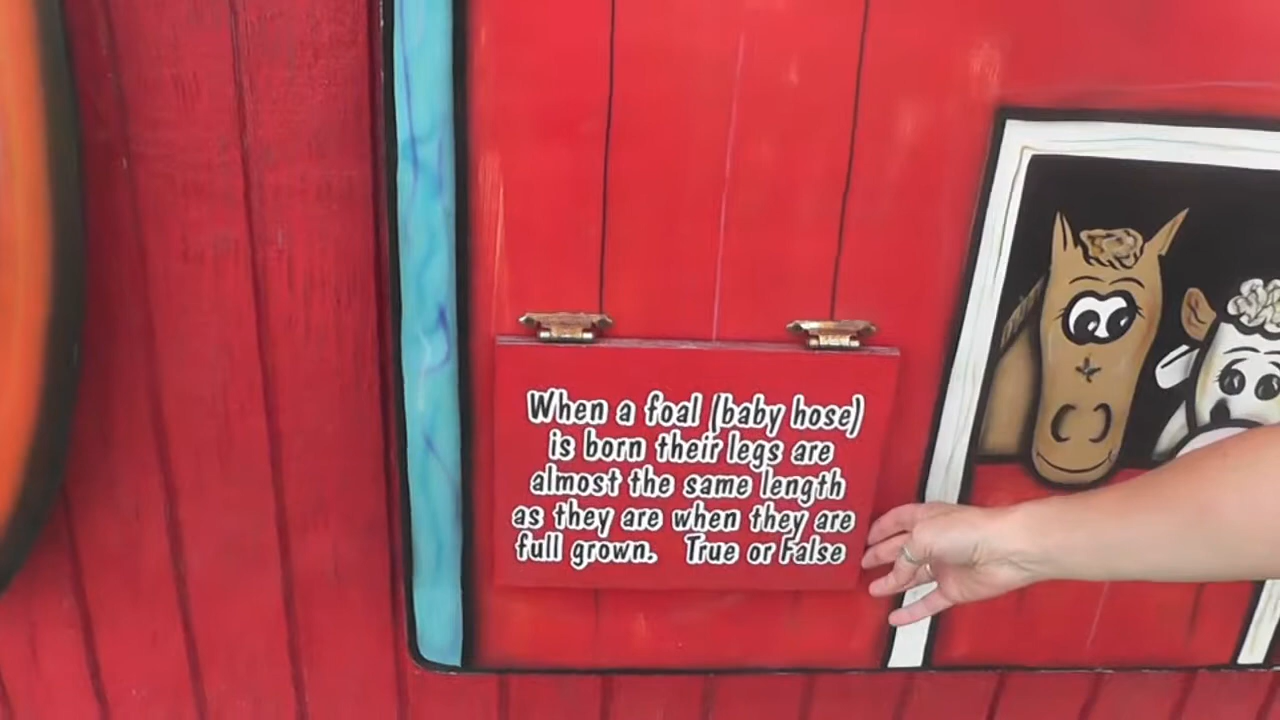 When a foal (baby hose)
is born their legs are
almost the same length
as they are when they are
full grown. True or False